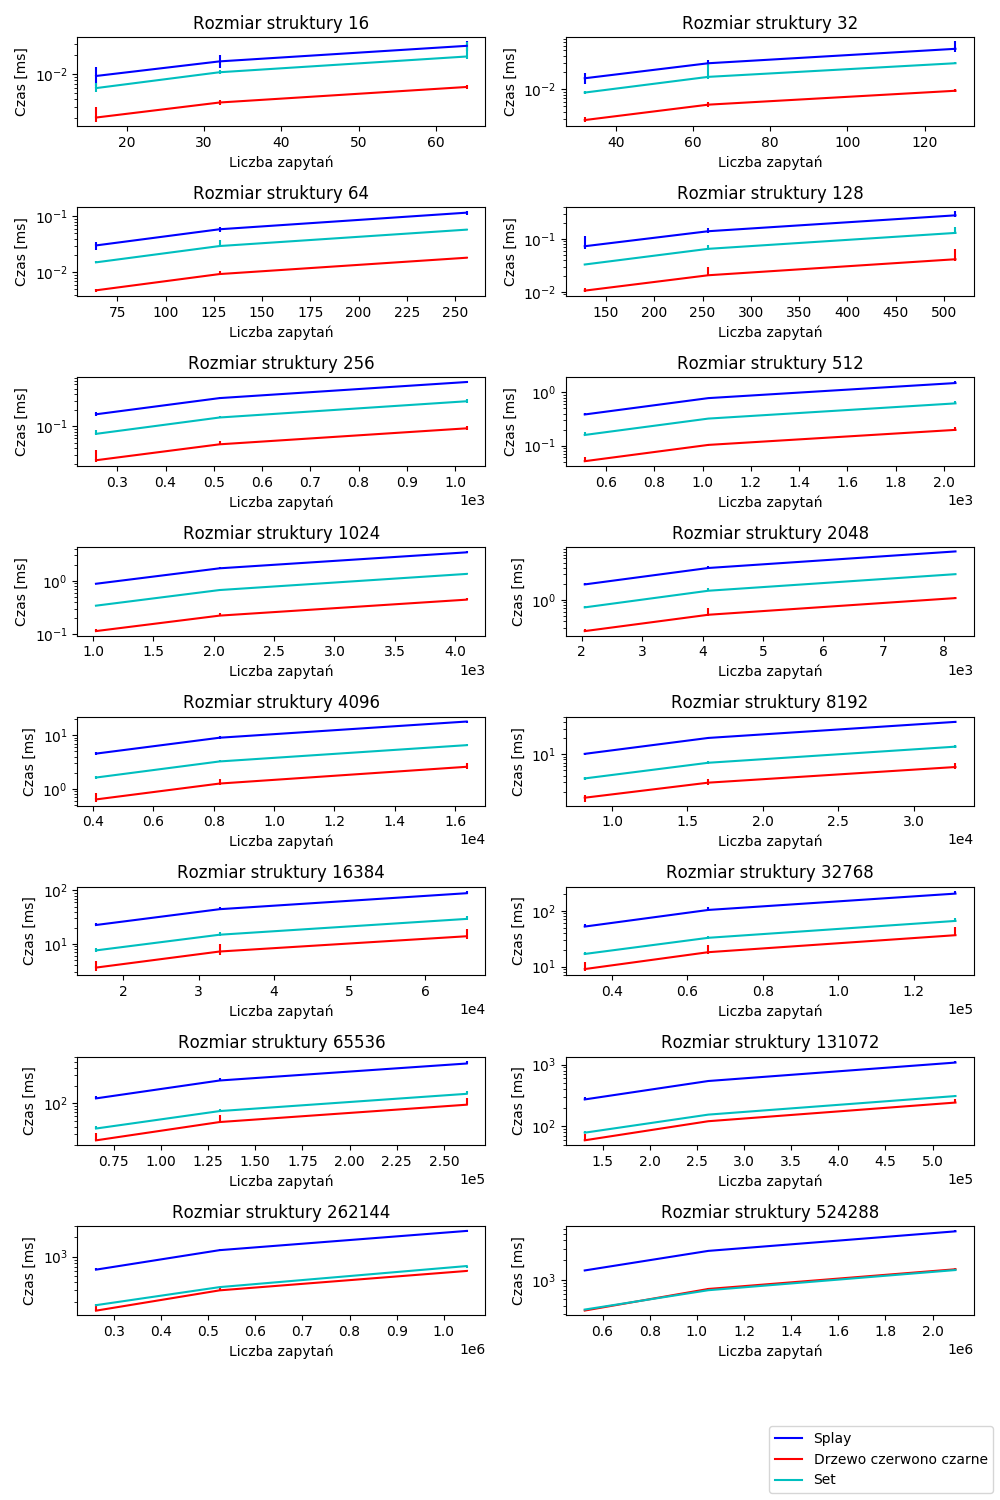 Rozmiar struktury 16
Czas [ms]
10⁻²
20 30 40 50 60
Liczba zapytań
Rozmiar struktury 32
Czas [ms]
10⁻²
40 60 80 100 120
Liczba zapytań
Rozmiar struktury 64
Czas [ms]
10⁻¹
10⁻²
75 100 125 150 175 200 225 250
Liczba zapytań
Rozmiar struktury 128
Czas [ms]
10⁻¹
10⁻²
150 200 250 300 350 400 450 500
Liczba zapytań
Rozmiar struktury 256
Czas [ms]
10⁻¹
0.3 0.4 0.5 0.6 0.7 0.8 0.9 1.0
Liczba zapytań 1e3
Rozmiar struktury 512
Czas [ms]
10⁰
10⁻¹
0.6 0.8 1.0 1.2 1.4 1.6 1.8 2.0
Liczba zapytań 1e3
Rozmiar struktury 1024
Czas [ms]
10⁰
10⁻¹
1.0 1.5 2.0 2.5 3.0 3.5 4.0
Liczba zapytań 1e3
Rozmiar struktury 2048
Czas [ms]
10⁰
2 3 4 5 6 7 8
Liczba zapytań 1e3
Rozmiar struktury 4096
Czas [ms]
10¹
10⁰
0.4 0.6 0.8 1.0 1.2 1.4 1.6
Liczba zapytań 1e4
Rozmiar struktury 8192
Czas [ms]
10¹
1.0 1.5 2.0 2.5 3.0
Liczba zapytań 1e4
Rozmiar struktury 16384
Czas [ms]
10²
10¹
2 3 4 5 6
Liczba zapytań 1e4
Rozmiar struktury 32768
Czas [ms]
10²
10¹
0.4 0.6 0.8 1.0 1.2
Liczba zapytań 1e5
Rozmiar struktury 65536
Czas [ms]
10²
0.75 1.00 1.25 1.50 1.75 2.00 2.25 2.50
Liczba zapytań 1e5
Rozmiar struktury 131072
Czas [ms]
10³
10²
1.5 2.0 2.5 3.0 3.5 4.0 4.5 5.0
Liczba zapytań 1e5
Rozmiar struktury 262144
Czas [ms]
10³
0.3 0.4 0.5 0.6 0.7 0.8 0.9 1.0
Liczba zapytań 1e6
Rozmiar struktury 524288
Czas [ms]
10³
0.6 0.8 1.0 1.2 1.4 1.6 1.8 2.0
Liczba zapytań 1e6
Splay
Drzewo czerwono czarne
Set